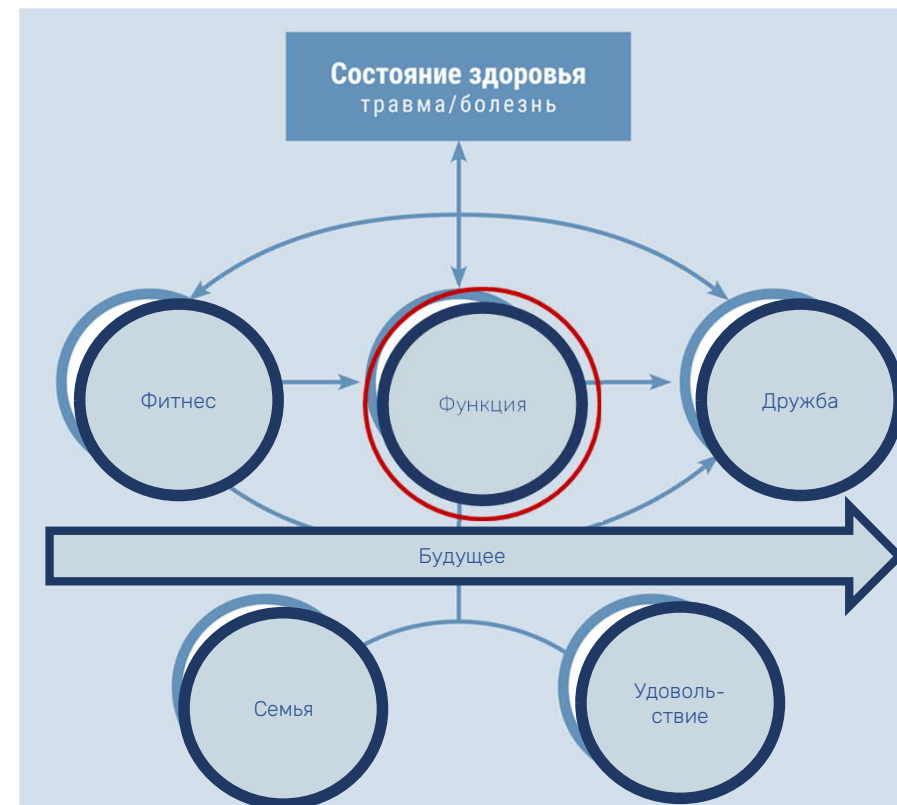 Состояние здоровья
травма/болезнь
Фитнес
Функция
Дружба
Будущее
Семья
Удоволь-
ствие